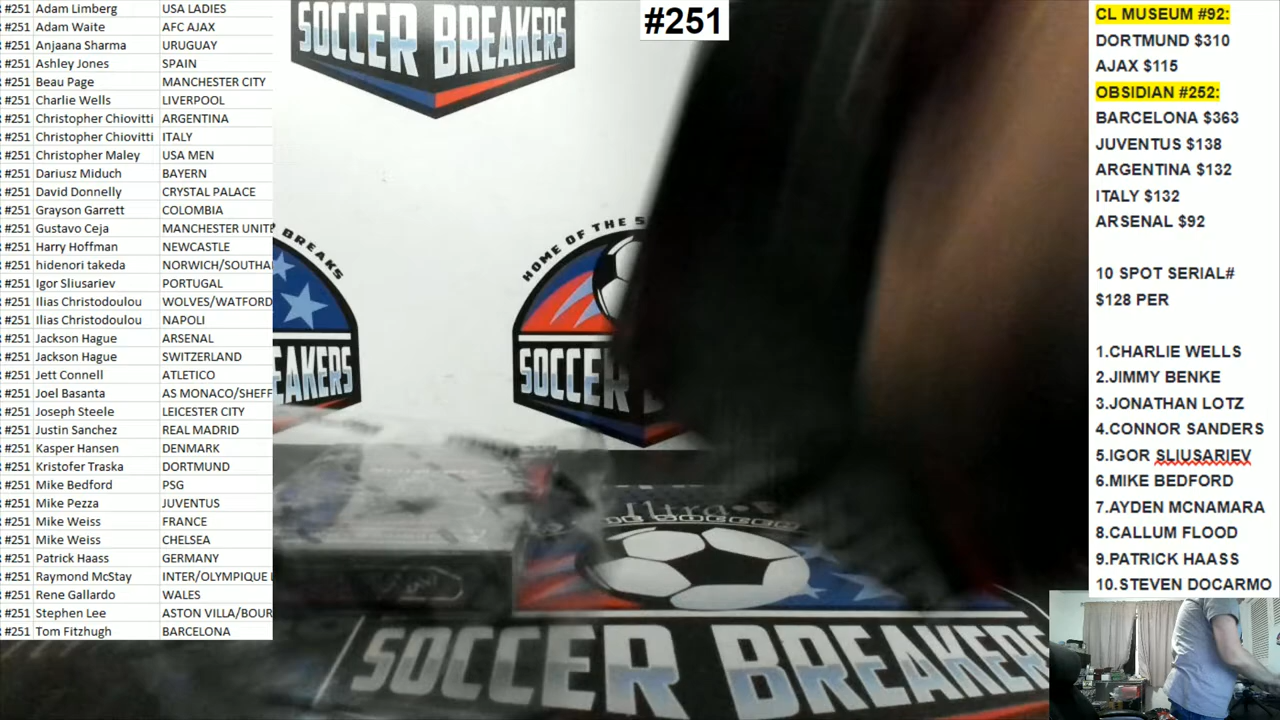 #251 Adam Limberg USA LADIES
#251 Adam Waite AFC AJAX
#251 Anjaana Sharma URUGUAY
#251 Ashley Jones SPAIN
#251 Beau Page MANCHESTER CITY
#251 Charlie Wells LIVERPOOL
#251 Christopher Chiovitti ARGENTINA
#251 Christopher Chiovitti ITALY
#251 Christopher Maley USA MEN
#251 Dariusz Miduch BAYERN
#251 David Donnelly CRYSTAL PALACE
#251 Grayson Garrett COLOMBIA
#251 Gustavo Ceja MANCHESTER UNITE
#251 Harry Hoffman NEWCASTLE
#251 hidenori takeda NORWICH/SOUTHA
#251 Igor Sliusariev PORTUGAL
#251 Ilias Christodoulou WOLVES/WATFORD
#251 Ilias Christodoulou NAPOLI
#251 Jackson Hague ARSENAL
#251 Jackson Hague SWITZERLAND
#251 Jett Connell ATLETICO
#251 Joel Basanta AS MONACO/SHEFF
#251 Joseph Steele LEICESTER CITY
#251 Justin Sanchez REAL MADRID
#251 Kasper Hansen DENMARK
#251 Kristofer Traska DORTMUND
#251 Mike Bedford PSG
#251 Mike Pezza JUVENTUS
#251 Mike Weiss FRANCE
#251 Mike Weiss CHELSEA
#251 Patrick Haass GERMANY
#251 Raymond McStay INTER/OLYMPIQUE
#251 Rene Gallardo WALES
#251 Stephen Lee ASTON VILLA/BOUR
#251 Tom Fitzhugh BARCELONA
SOCCER BREAKERS
#251
BREAKS
EAKERS
HOME OF THE S
SOCCER
SOCCER BREAKERS
CL MUSEUM #92:
DORTMUND $310
AJAX $115
OBSIDIAN #252:
BARCELONA $363
JUVENTUS $138
ARGENTINA $132
ITALY $132
ARSENAL $92
10 SPOT SERIAL#
$128 PER
1.CHARLIE WELLS
2.JIMMY BENKE
3.JONATHAN LOTZ
4.CONNOR SANDERS
5.IGOR SLIUSARIEV
6.MIKE BEDFORD
7.AYDEN MCNAMARA
8.CALLUM FLOOD
9.PATRICK HAASS
10.STEVEN DOCARMO